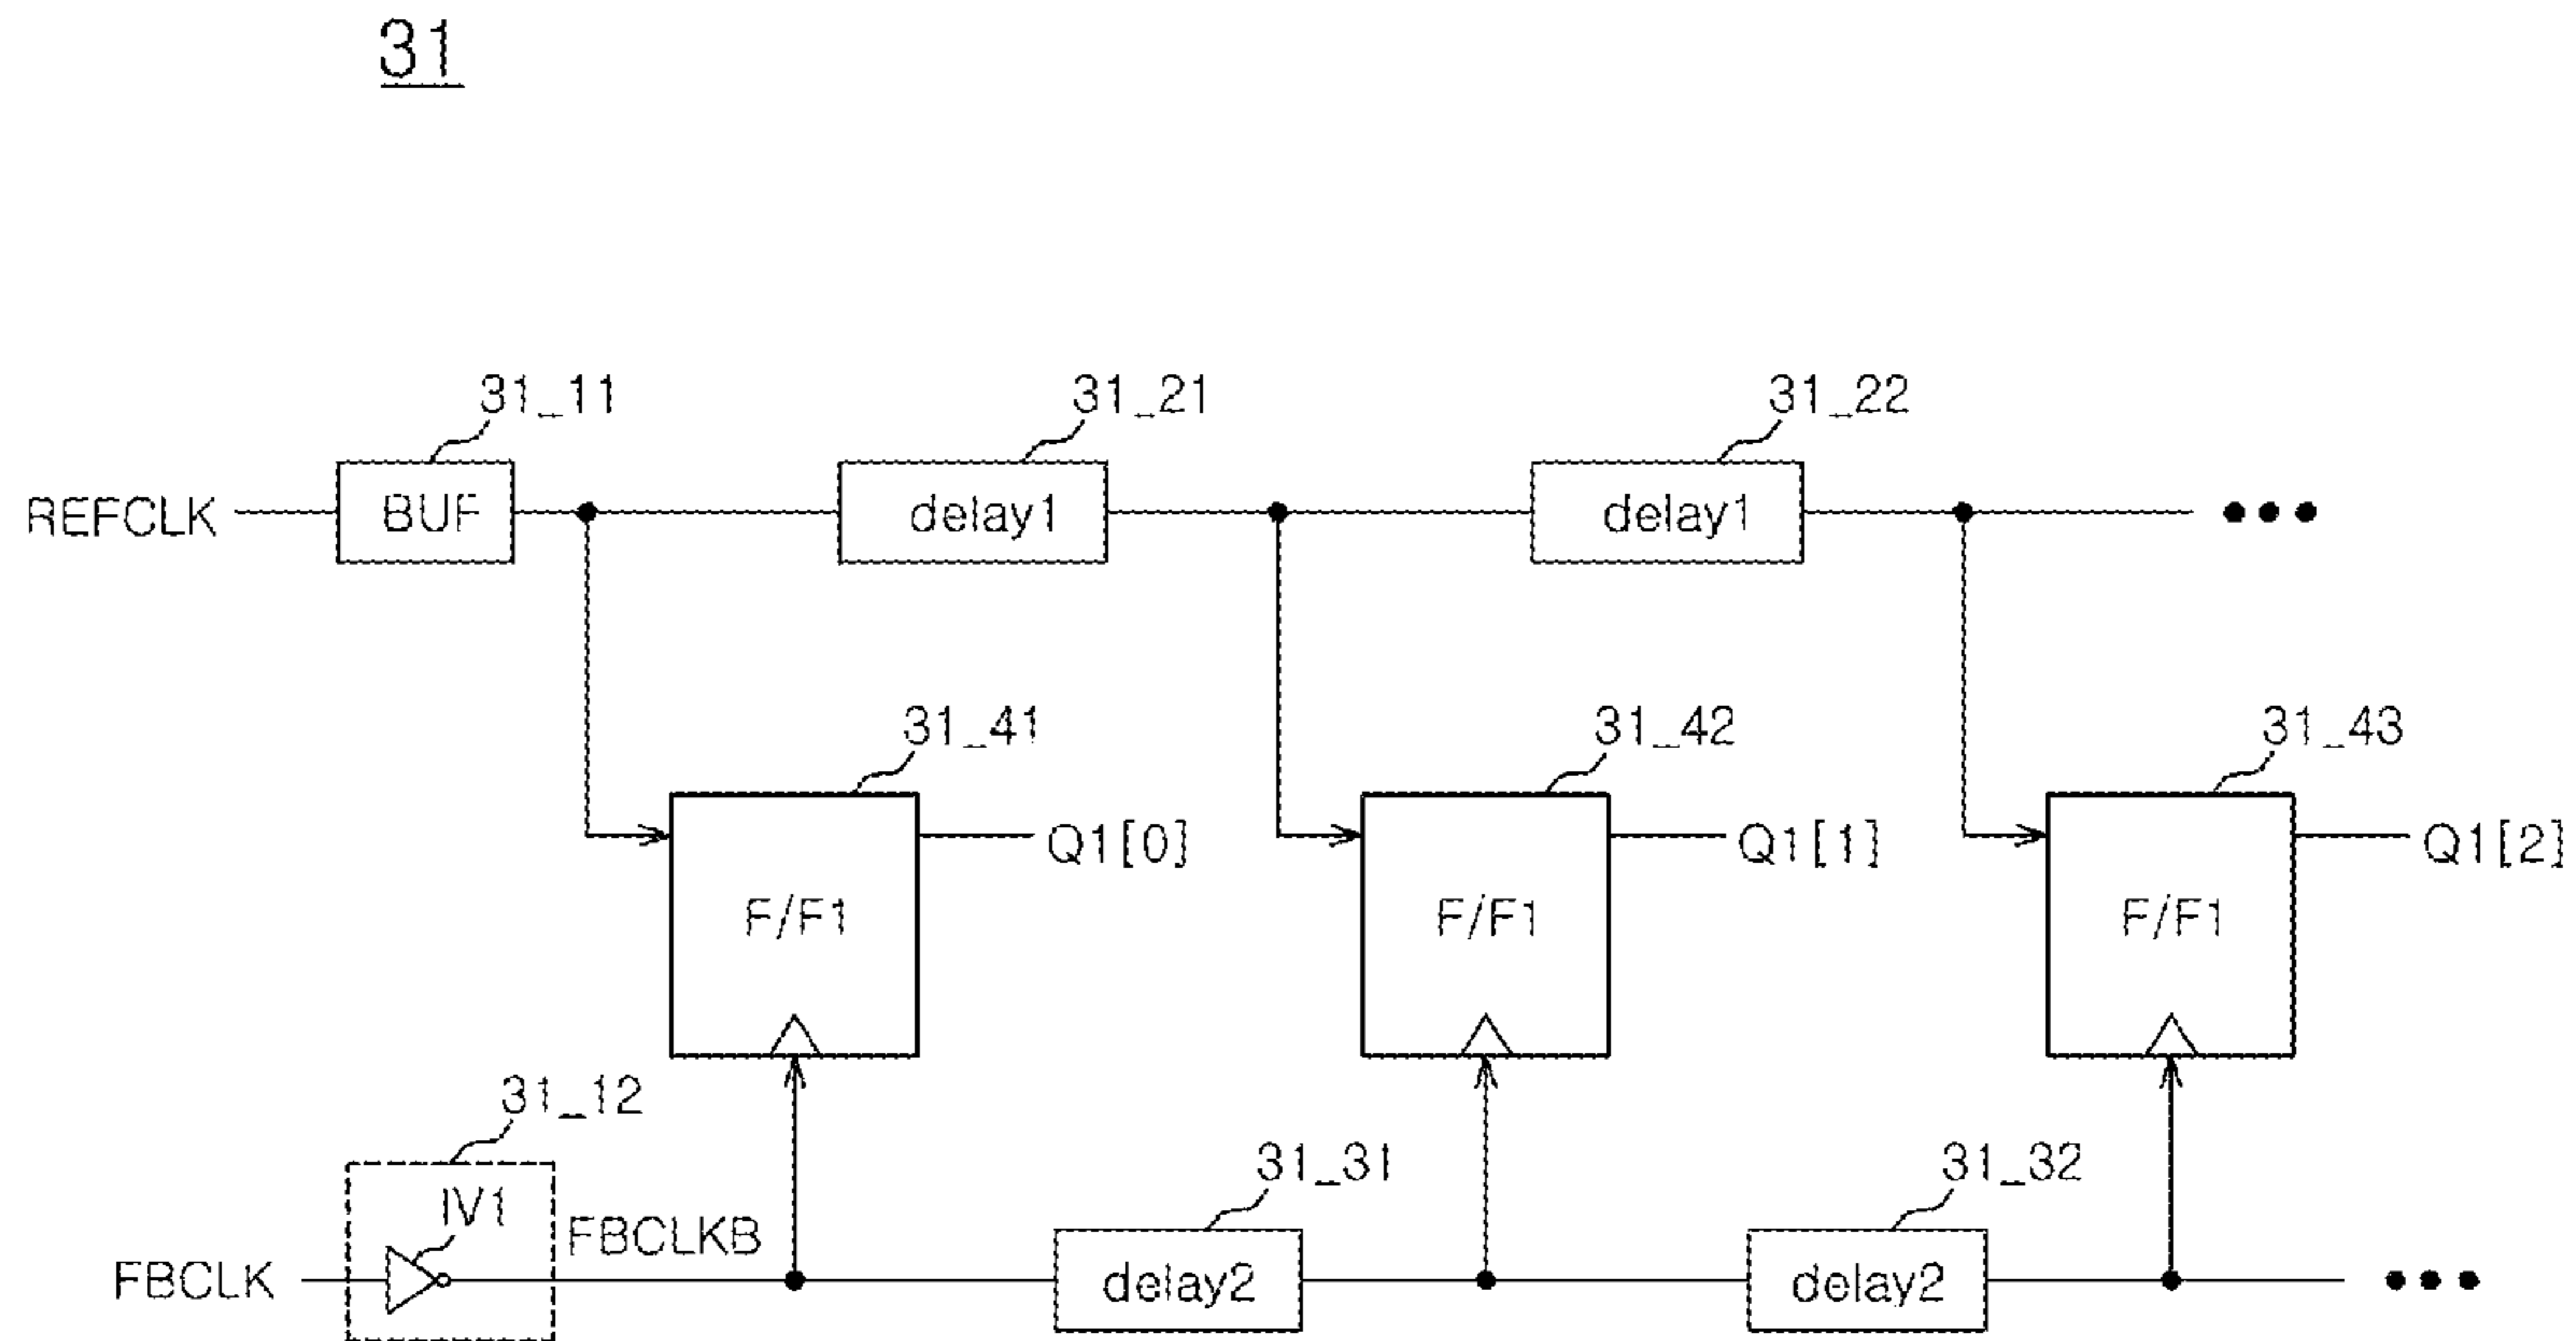 31
31_11
31_21
31_22
REFCLK
BUF
delay1
delay1
31_41
31_42
31_43
Q1[0]
Q1[1]
Q1[2]
F/F1
F/F1
F/F1
31_12
31_31
31_32
IV1
FBCLKB
FBCLK
delay2
delay2